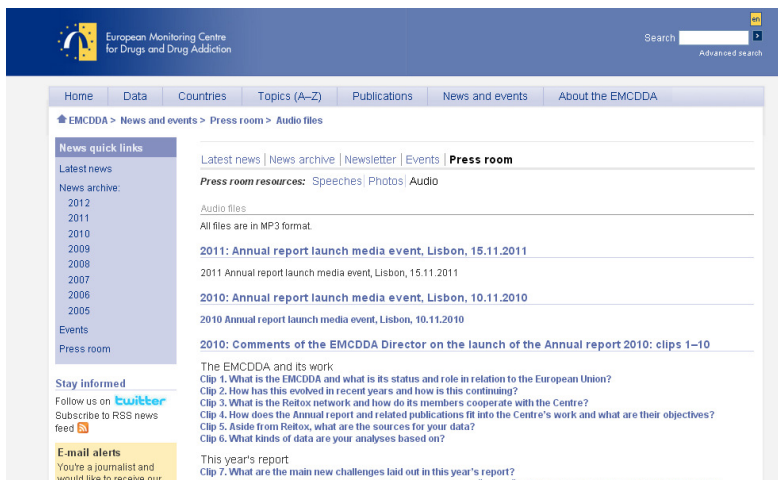 en
European Monitoring Centre
for Drugs and Drug Addiction
Search
Advanced search
Home Data Countries Topics (A–Z) Publications News and events About the EMCDDA
EMCDDA > News and events > Press room > Audio files
News quick links
Latest news
News archive:
2012
2011
2010
2009
2008
2007
2006
2005
Events
Press room
Stay informed
Follow us on twitter
Subscribe to RSS news
feed
E-mail alerts
You're a journalist and
would like to receive our
Latest news | News archive | Newsletter | Events | Press room
Press room resources: Speeches | Photos | Audio
Audio files
All files are in MP3 format.
2011: Annual report launch media event, Lisbon, 15.11.2011
2011 Annual report launch media event, Lisbon, 15.11.2011
2010: Annual report launch media event, Lisbon, 10.11.2010
2010 Annual report launch media event, Lisbon, 10.11.2010
2010: Comments of the EMCDDA Director on the launch of the Annual report 2010: clips 1–10
The EMCDDA and its work
Clip 1. What is the EMCDDA and what is its status and role in relation to the European Union?
Clip 2. How has this evolved in recent years and how is this continuing?
Clip 3. What is the Reitox network and how do its members cooperate with the Centre?
Clip 4. How does the Annual report and related publications fit into the Centre's work and what are their objectives?
Clip 5. Aside from Reitox, what are the sources for your data?
Clip 6. What kinds of data are your analyses based on?
This year's report
Clip 7. What are the main new challenges laid out in this year's report?